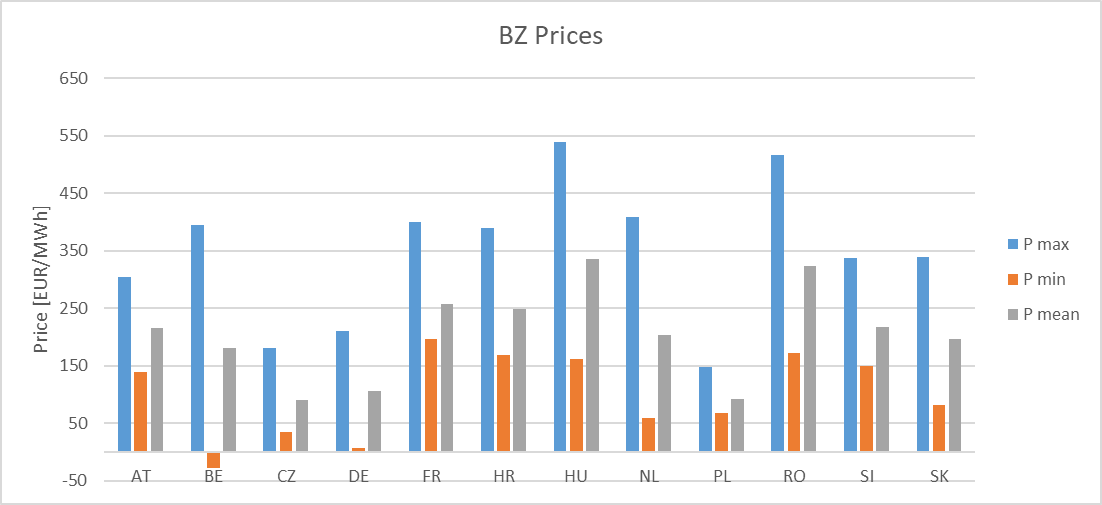 BZ Prices
650
550
450
350
250
150
50
-50
Price [EUR/MWh]
AT BE CZ DE FR HR HU NL PL RO SI SK
P max
P min
P mean